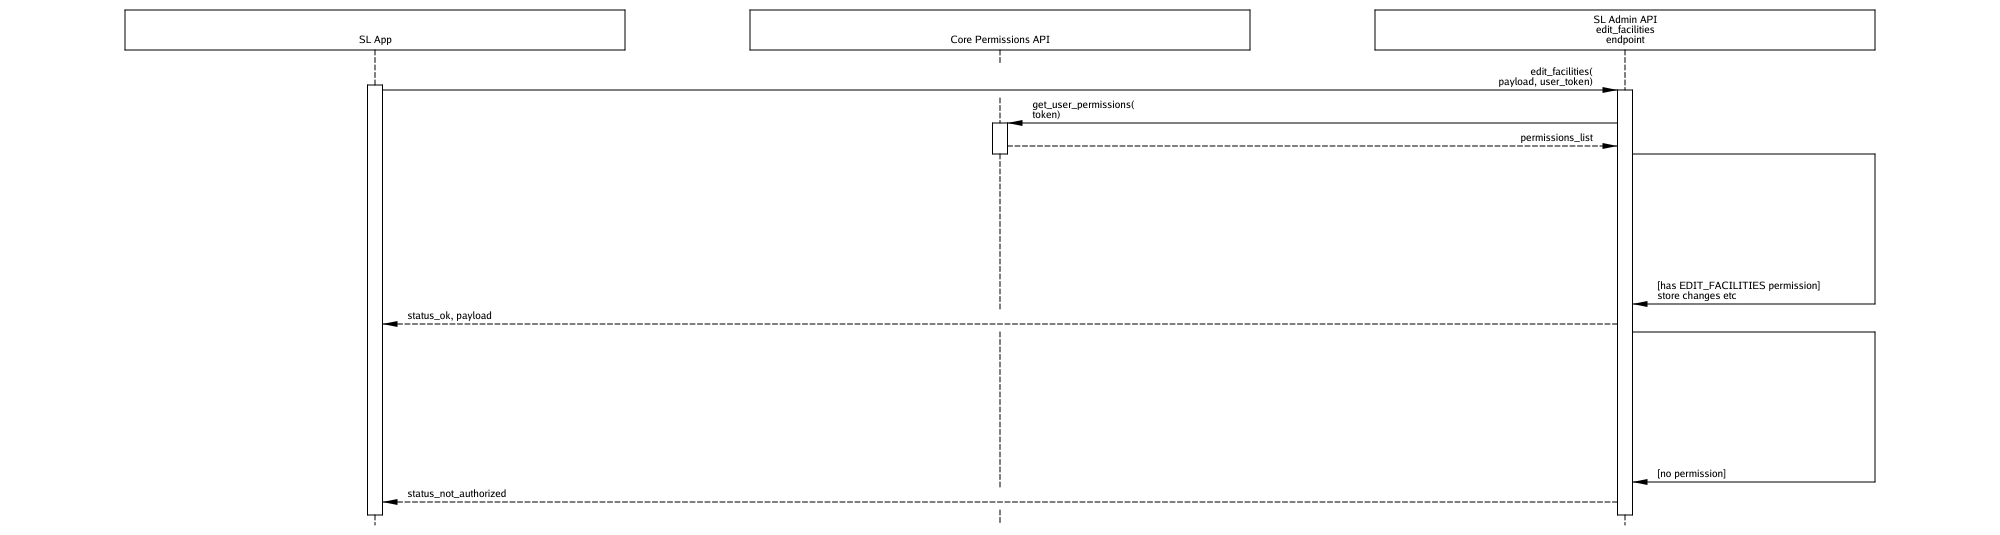 SL App
Core Permissions API
SL Admin API
edit_facilities
endpoint
edit_facilities(
payload, user_token)
get_user_permissions(
token)
permissions_list
[has EDIT_FACILITIES permission]
store changes etc
status_ok, payload
[no permission]
status_not_authorized